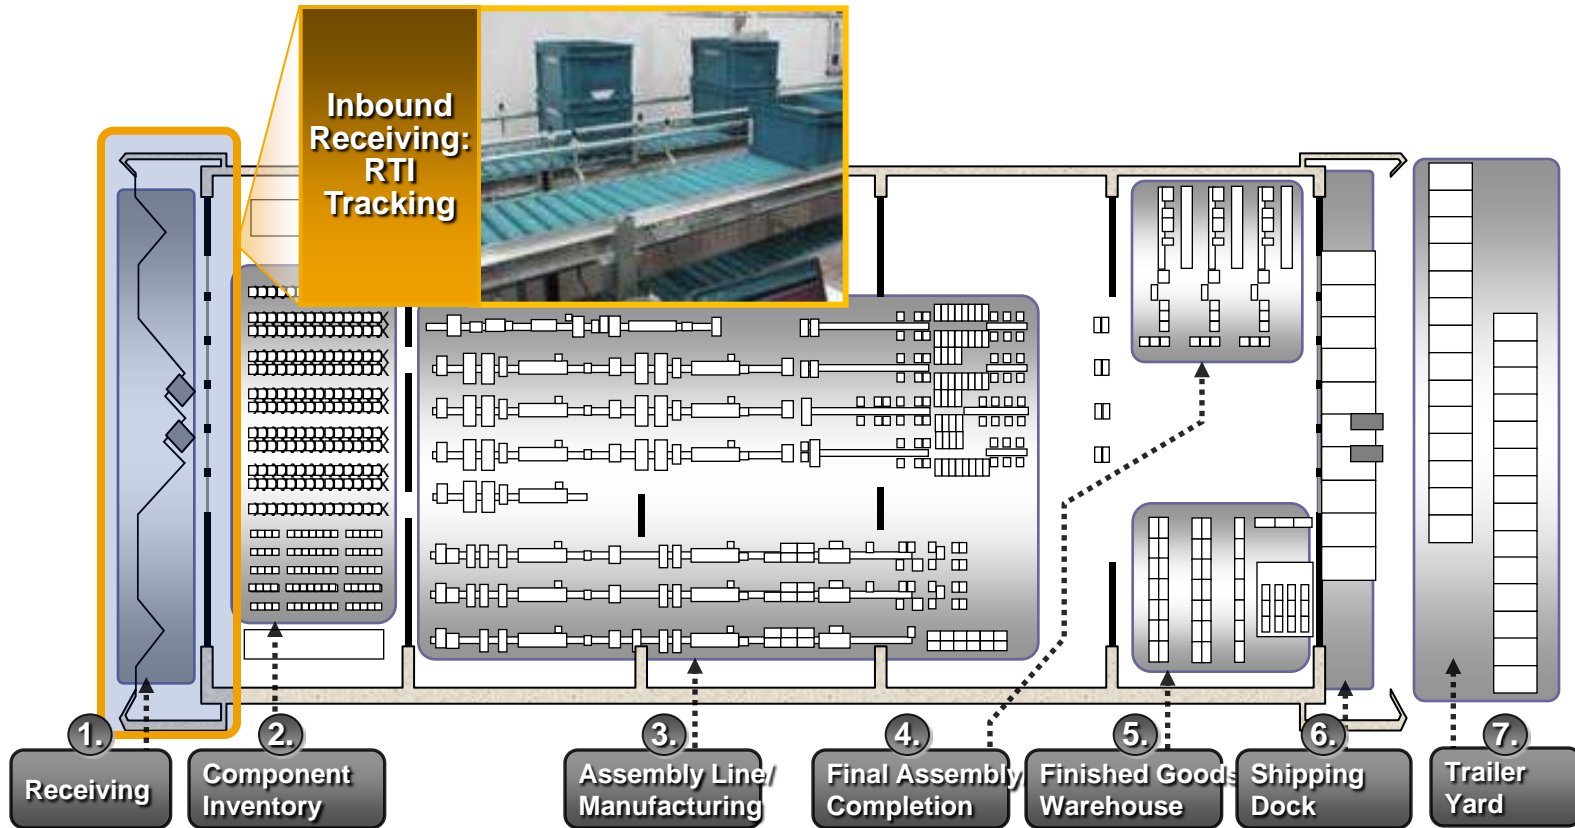 Inbound
Receiving:
RTI
Tracking
1.
Receiving
2.
Component
Inventory
3.
Assembly Line/
Manufacturing
4.
Final Assembly,
Completion
5.
Finished Goods
Warehouse
6.
Shipping
Dock
7.
Trailer
Yard